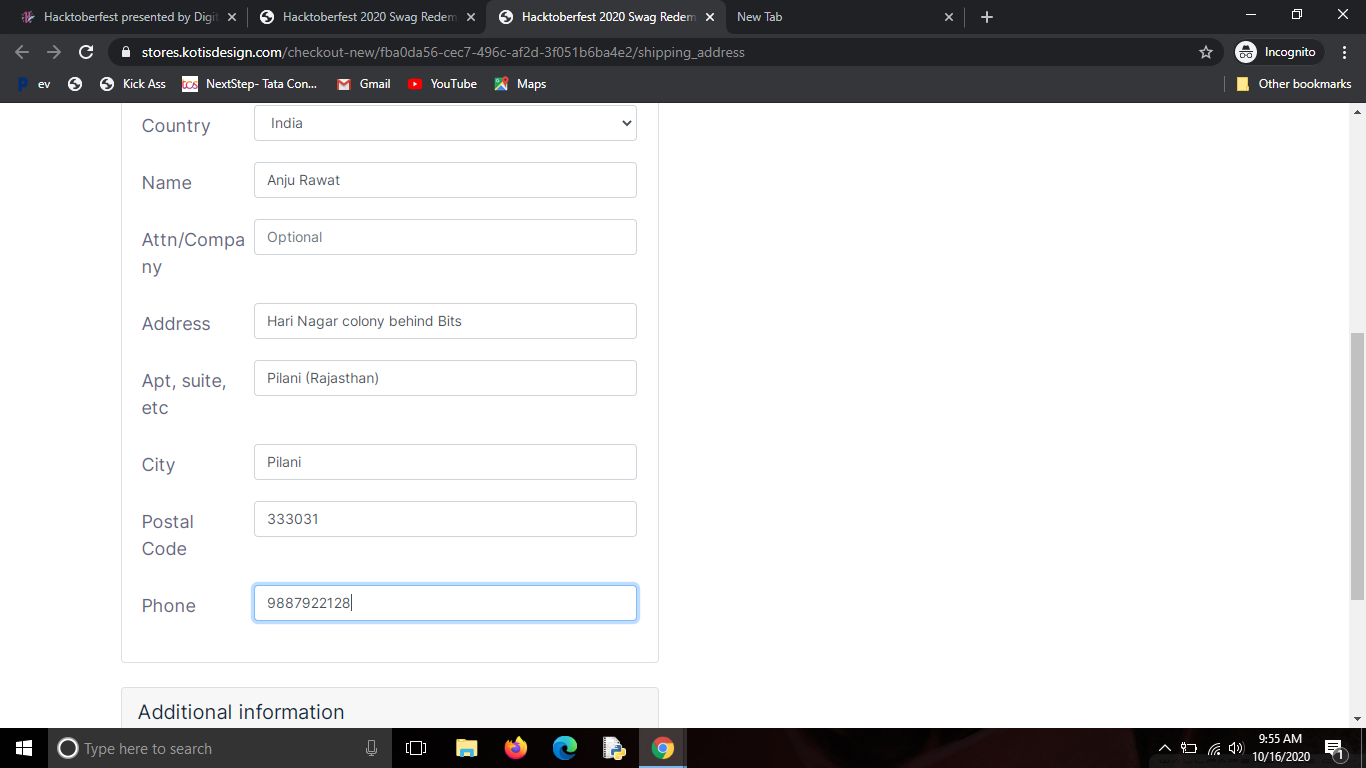 Hacktoberfest presented by Digit
Hacktoberfest 2020 Swag Redem
Hacktoberfest 2020 Swag Redem
New Tab
stores.kotisdesign.com/checkout-new/fba0da56-cec7-496c-af2d-3f051b6ba4e2/shipping_address
Incognito
ev
Kick Ass
tcs
NextStep- Tata Con...
Gmail
YouTube
Maps
Other bookmarks
Country
India
Name
Anju Rawat
Attn/Compa
ny
Optional
Address
Hari Nagar colony behind Bits
Apt, suite,
etc
Pilani (Rajasthan)
City
Pilani
Postal
Code
333031
Phone
9887922128
Additional information
Type here to search
9:55 AM
10/16/2020
1